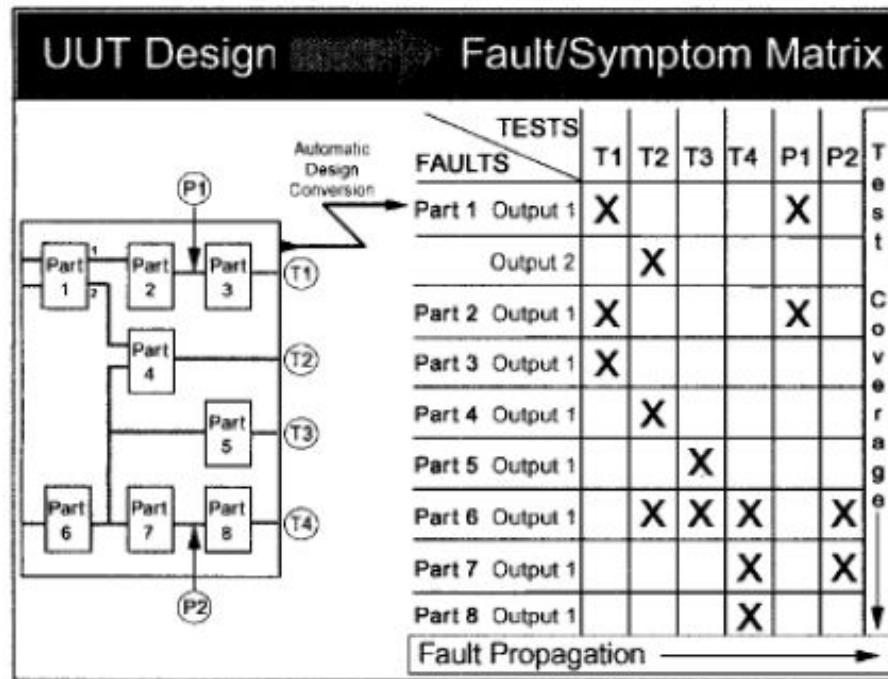 UUT Design Fault/Symptom Matrix
Automatic
Design
Conversion
P1
Part
1
1
2
Part
2
Part
3
T1
Part
4
T2
Part
5
T3
Part
6
Part
7
Part
8
T4
P2
TESTS
FAULTS T1 T2 T3 T4 P1 P2
Part 1 Output 1 X X
Output 2 X
Part 2 Output 1 X X
Part 3 Output 1 X
Part 4 Output 1 X
Part 5 Output 1 X
Part 6 Output 1 X X X X
Part 7 Output 1 X X
Part 8 Output 1 X
Test Coverage
Fault Propagation